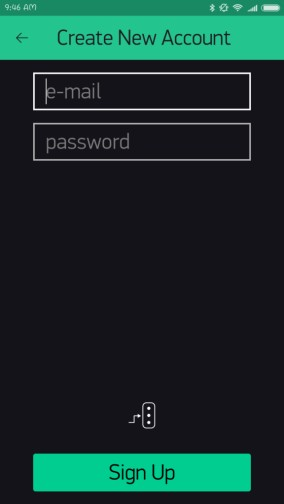 9:46 AM
Create New Account
e-mail
password
Sign Up